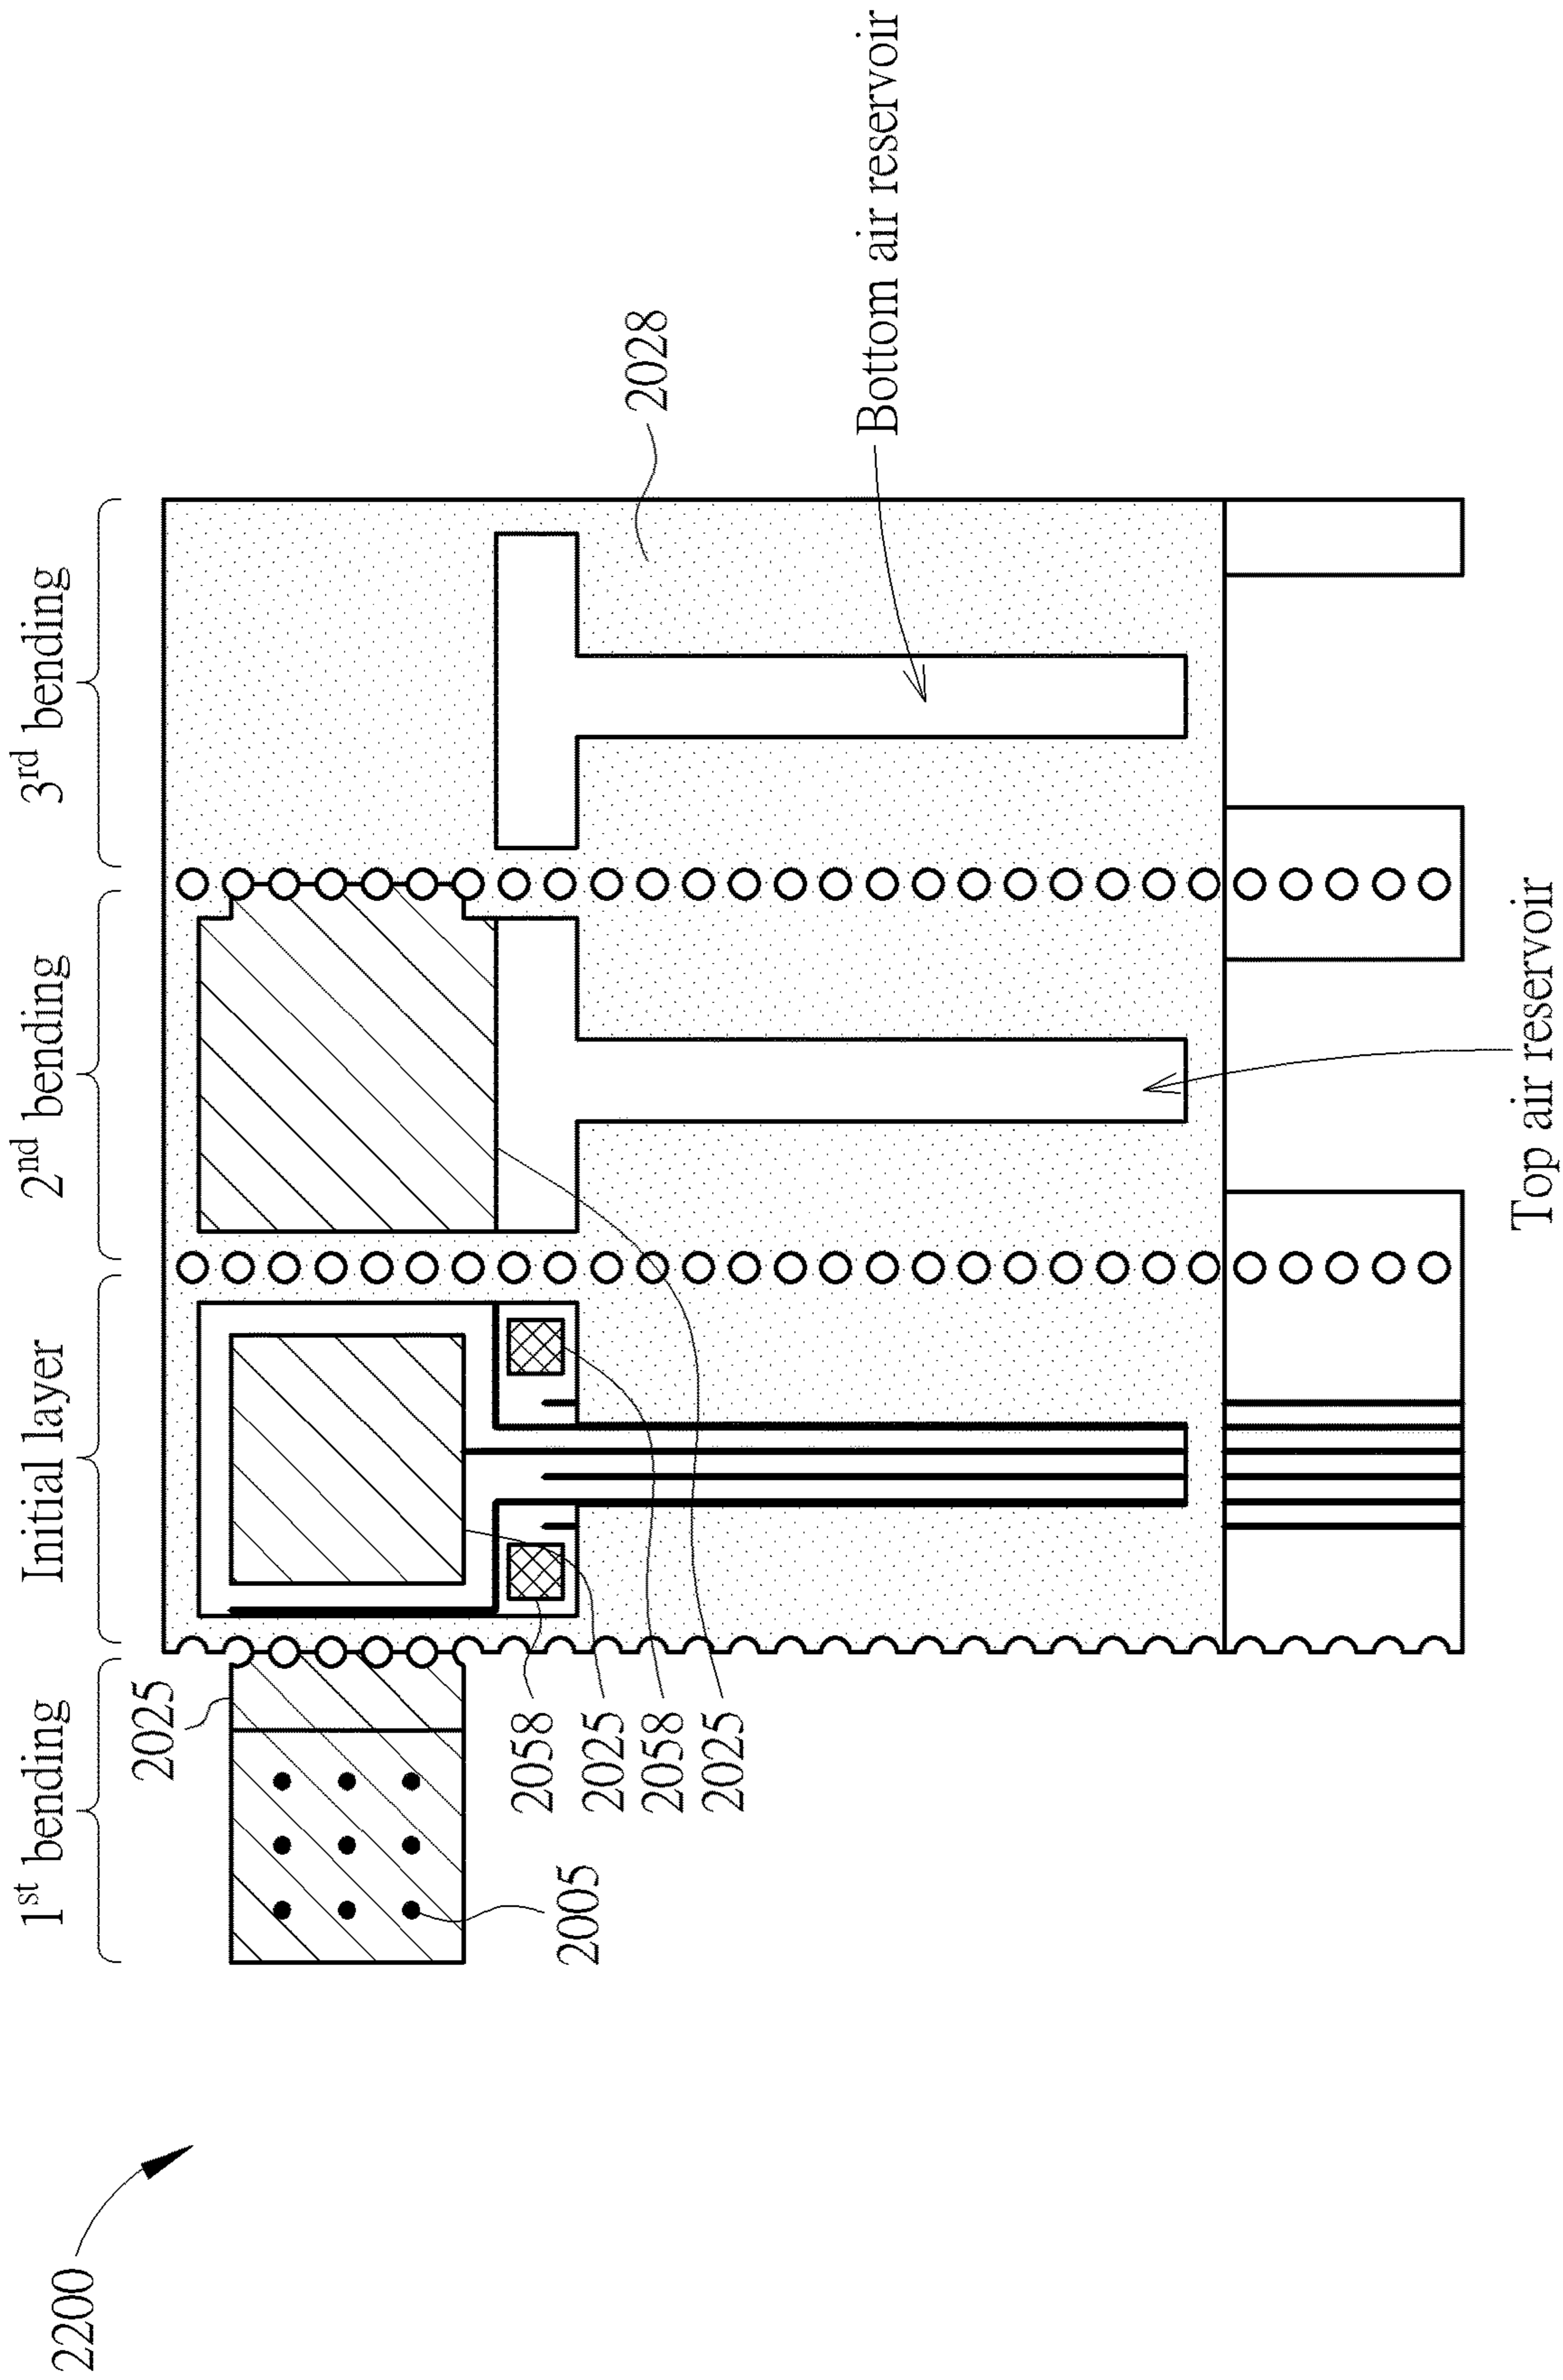 2200
1st bending
Initial layer
2nd bending
3rd bending
2025
2005
2058
2025
2058
2025
2028
Bottom air reservoir
Top air reservoir